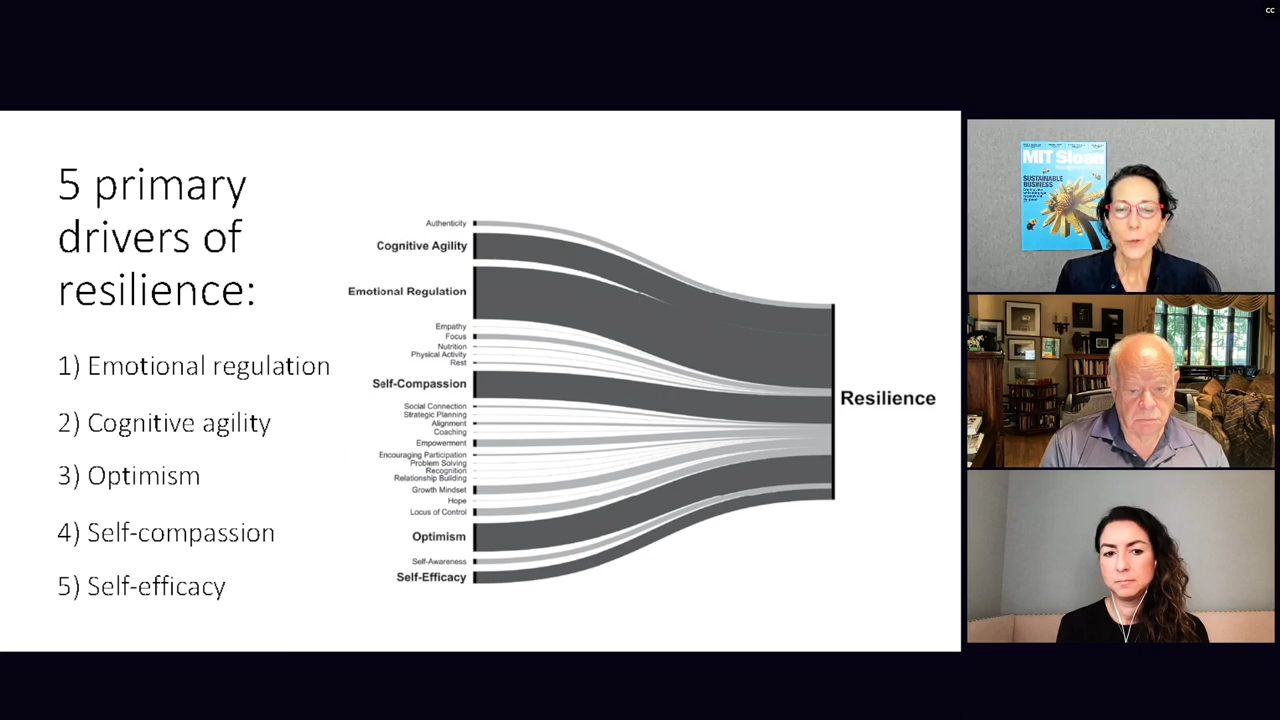 CC
5 primary
drivers of
resilience:
1) Emotional regulation
2) Cognitive agility
3) Optimism
4) Self-compassion
5) Self-efficacy
Authenticity
Cognitive Agility
Emotional Regulation
Empathy
Focus
Nutrition
Physical Activity
Rest
Self-Compassion
Social Connection
Strategic Planning
Alignment
Coaching
Empowerment
Encouraging Participation
Problem Solving
Recognition
Relationship Building
Growth Mindset
Hope
Locus of Control
Optimism
Self-Awareness
Self-Efficacy
Resilience
MIT Sloan
SUSTAINABLE
BUSINESS